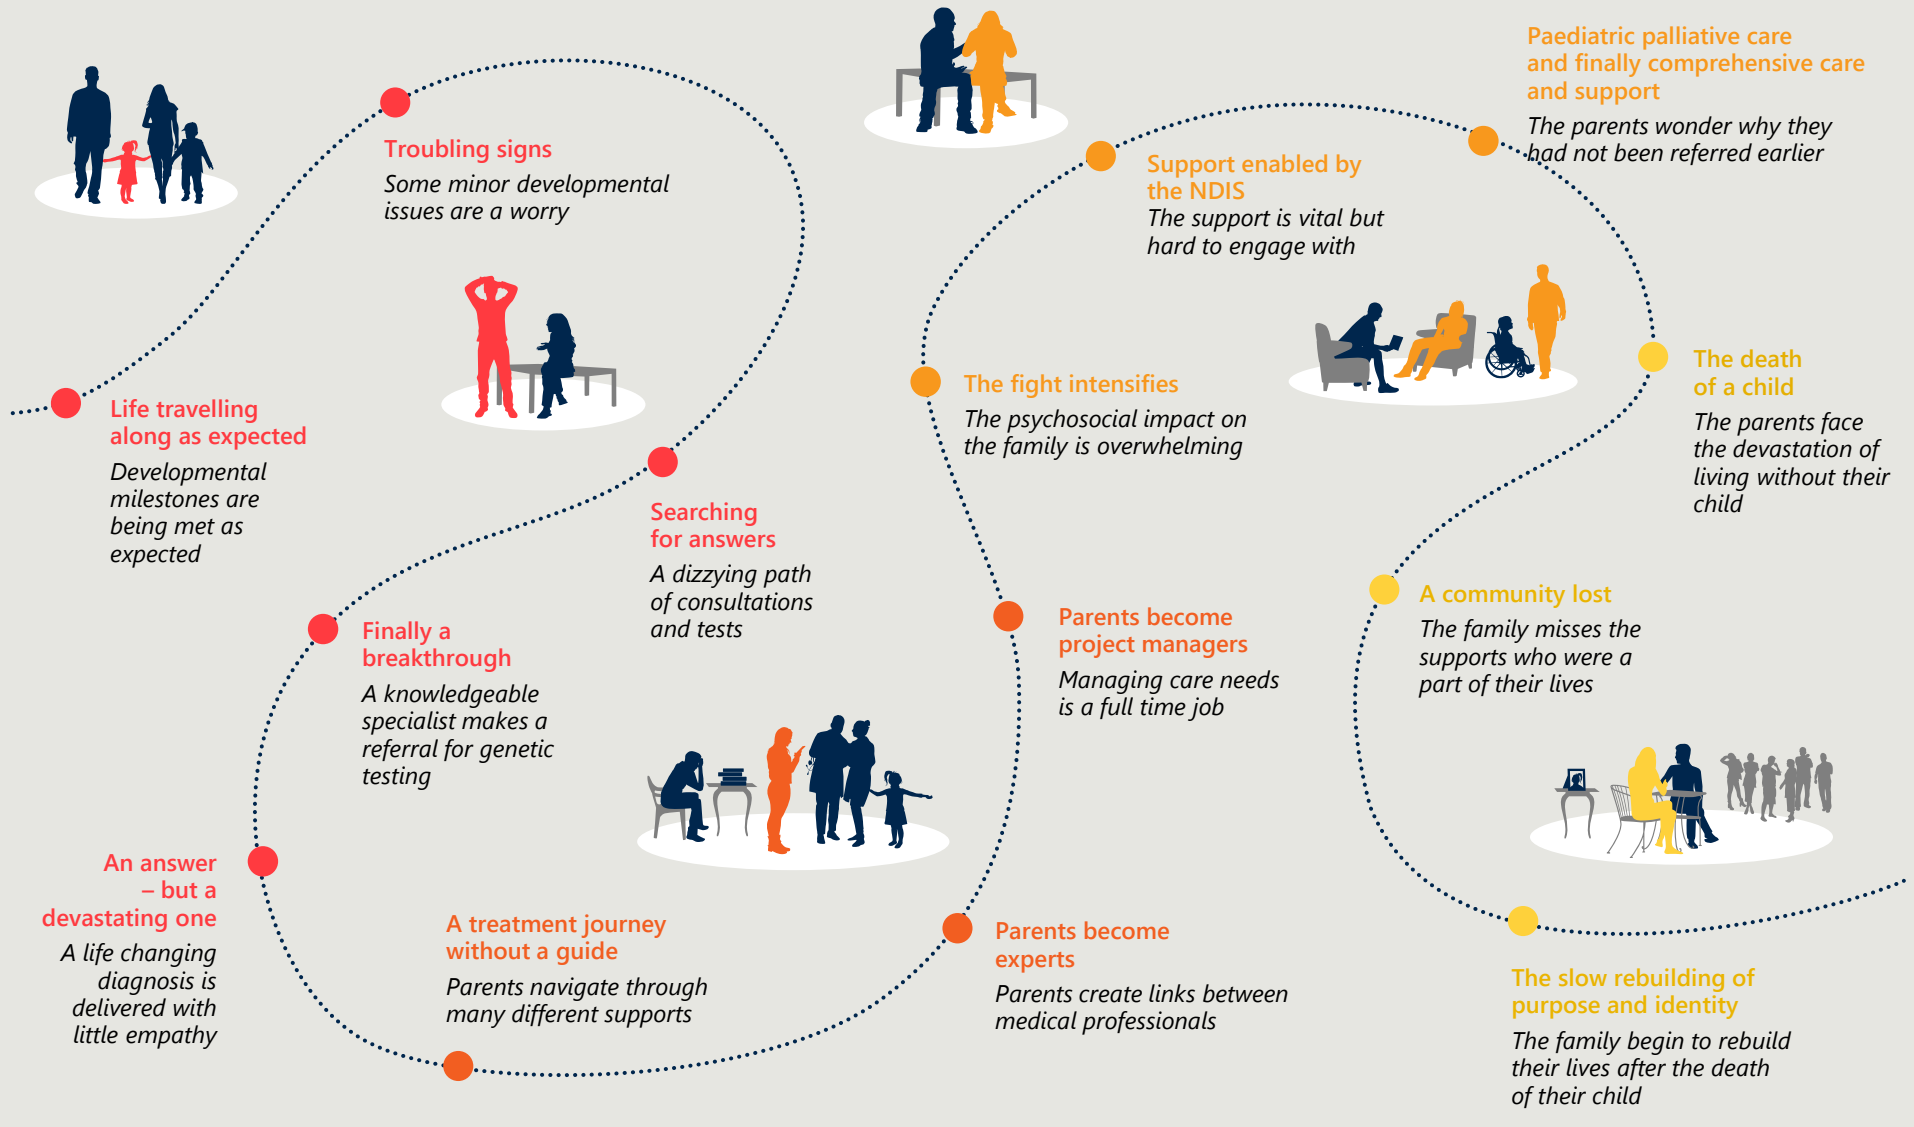 Life travelling
along as expected
Developmental
milestones are
being met as
expected
Troubling signs
Some minor developmental
issues are a worry
Searching
for answers
A dizzying path
of consultations
and tests
Finally a
breakthrough
A knowledgeable
specialist makes a
referral for genetic
testing
An answer
– but a
devastating one
A life changing
diagnosis is
delivered with
little empathy
A treatment journey
without a guide
Parents navigate through
many different supports
Parents become
experts
Parents create links between
medical professionals
Parents become
project managers
Managing care needs
is a full time job
The fight intensifies
The psychosocial impact on
the family is overwhelming
Support enabled by
the NDIS
The support is vital but
hard to engage with
Paediatric palliative care
and finally comprehensive care
and support
The parents wonder why they
had not been referred earlier
The death
of a child
The parents face
the devastation of
living without their
child
A community lost
The family misses the
supports who were a
part of their lives
The slow rebuilding of
purpose and identity
The family begin to rebuild
their lives after the death
of their child